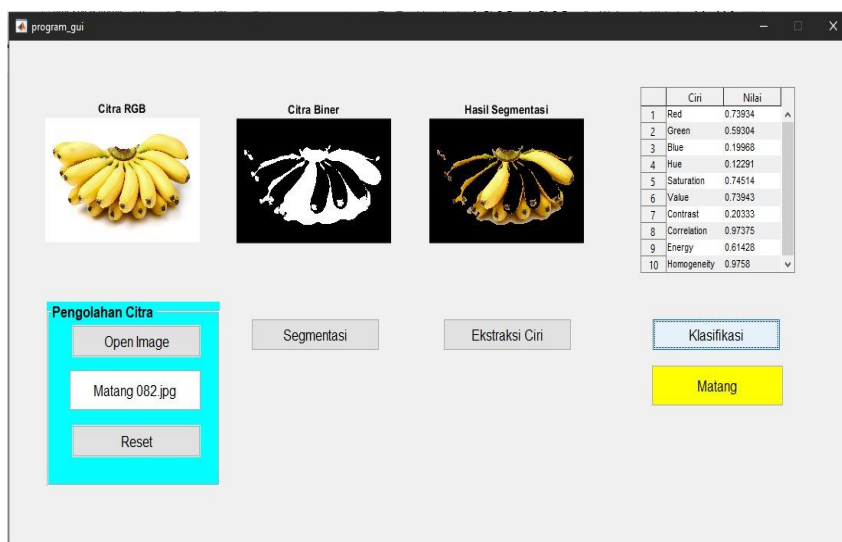 program_gui
Citra RGB
Citra Biner
Hasil Segmentasi
Ciri Nilai
1 Red 0.73934
2 Green 0.59304
3 Blue 0.19968
4 Hue 0.12291
5 Saturation 0.74514
6 Value 0.73943
7 Contrast 0.20333
8 Correlation 0.97375
9 Energy 0.61428
10 Homogeneity 0.9758
Pengolahan Citra
Open Image
Matang 082.jpg
Reset
Segmentasi
Ekstraksi Ciri
Klasifikasi
Matang